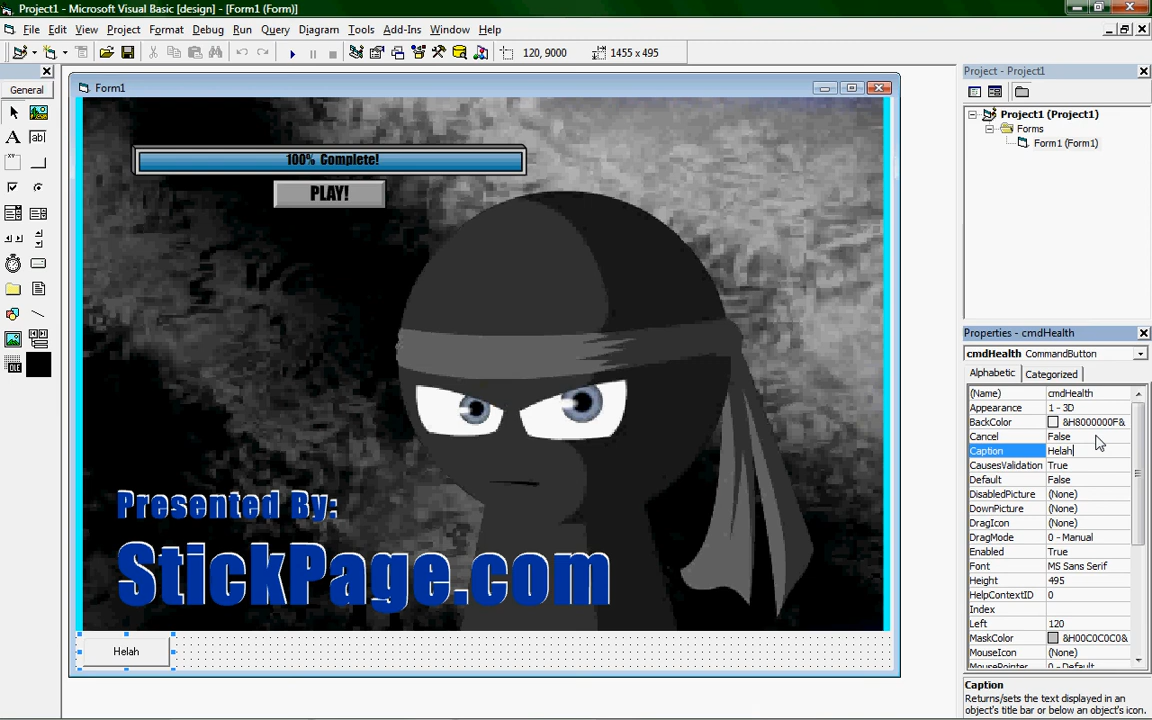 Project1 - Microsoft Visual Basic [design] - [Form1 (Form)]
File Edit View Project Format Debug Run Query Diagram Tools Add-Ins Window Help
120, 9000 1455 x 495
General
Form1
100% Complete!
PLAY!
Presented By:
StickPage.com
Helah
Project - Project1
Project1 (Project1)
Forms
Form1 (Form1)
Properties - cmdHealth
cmdHealth CommandButton
Alphabetic Categorized
(Name) cmdHealth
Appearance 1 - 3D
BackColor &H8000000F&
Cancel False
Caption Helah
CausesValidation True
Default False
DisabledPicture (None)
DownPicture (None)
DragIcon (None)
DragMode 0 - Manual
Enabled True
Font MS Sans Serif
Height 495
HelpContextID 0
Index
Left 120
MaskColor &H00C0C0C0&
MouseIcon (None)
MousePointer 0 - Default
Caption
Returns/sets the text displayed in an
object's title bar or below an object's icon.